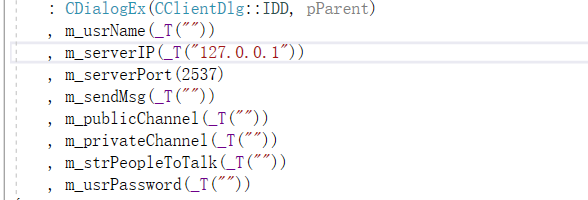 : CDialogEx(CClientDlg::IDD, pParent)
, m_usrName(_T(""))
, m_serverIP(_T("127.0.0.1"))
, m_serverPort(2537)
, m_sendMsg(_T(""))
, m_publicChannel(_T(""))
, m_privateChannel(_T(""))
, m_strPeopleToTalk(_T(""))
, m_usrPassword(_T(""))